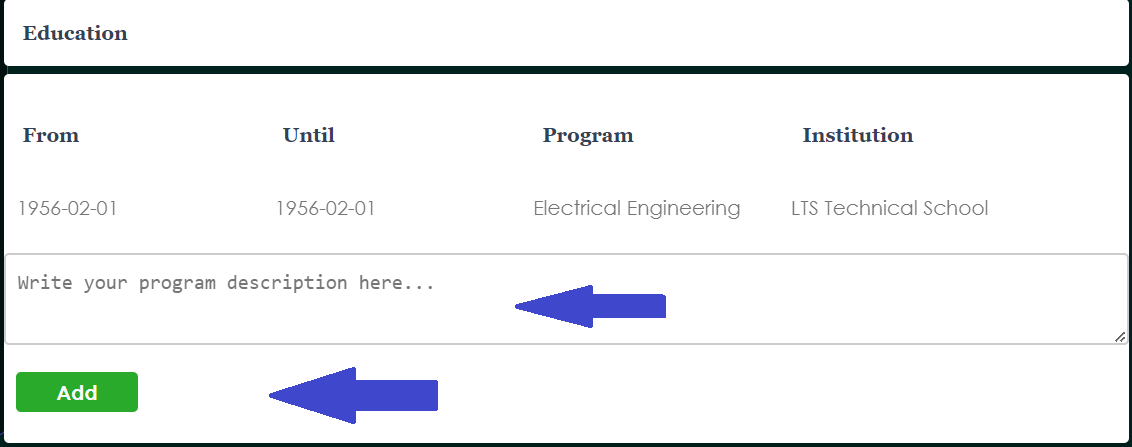 Education
From Until Program Institution
1956-02-01 1956-02-01 Electrical Engineering LTS Technical School
Write your program description here...
Add